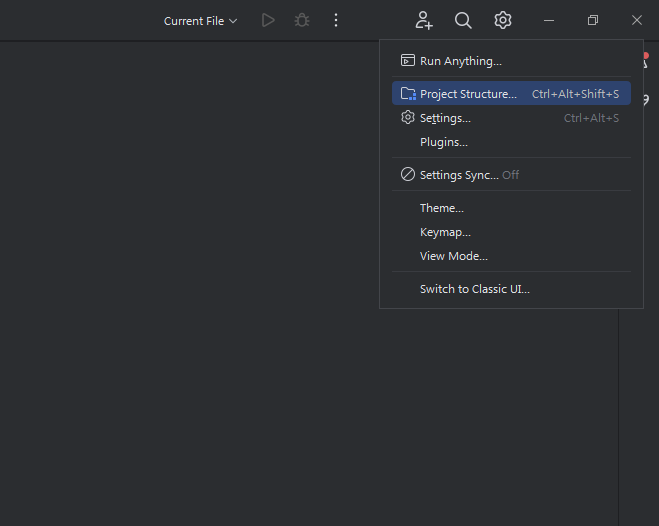 Current File
Run Anything...
Project Structure... Ctrl+Alt+Shift+S
Settings... Ctrl+Alt+S
Plugins...
Settings Sync... Off
Theme...
Keymap...
View Mode...
Switch to Classic UI...